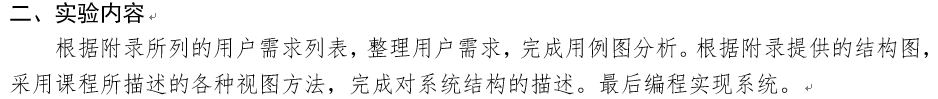 二、实验内容
根据附录所列的用户需求列表，整理用户需求，完成用例图分析。根据附录提供的结构图，
采用课程所描述的各种视图方法，完成对系统结构的描述。最后编程实现系统。